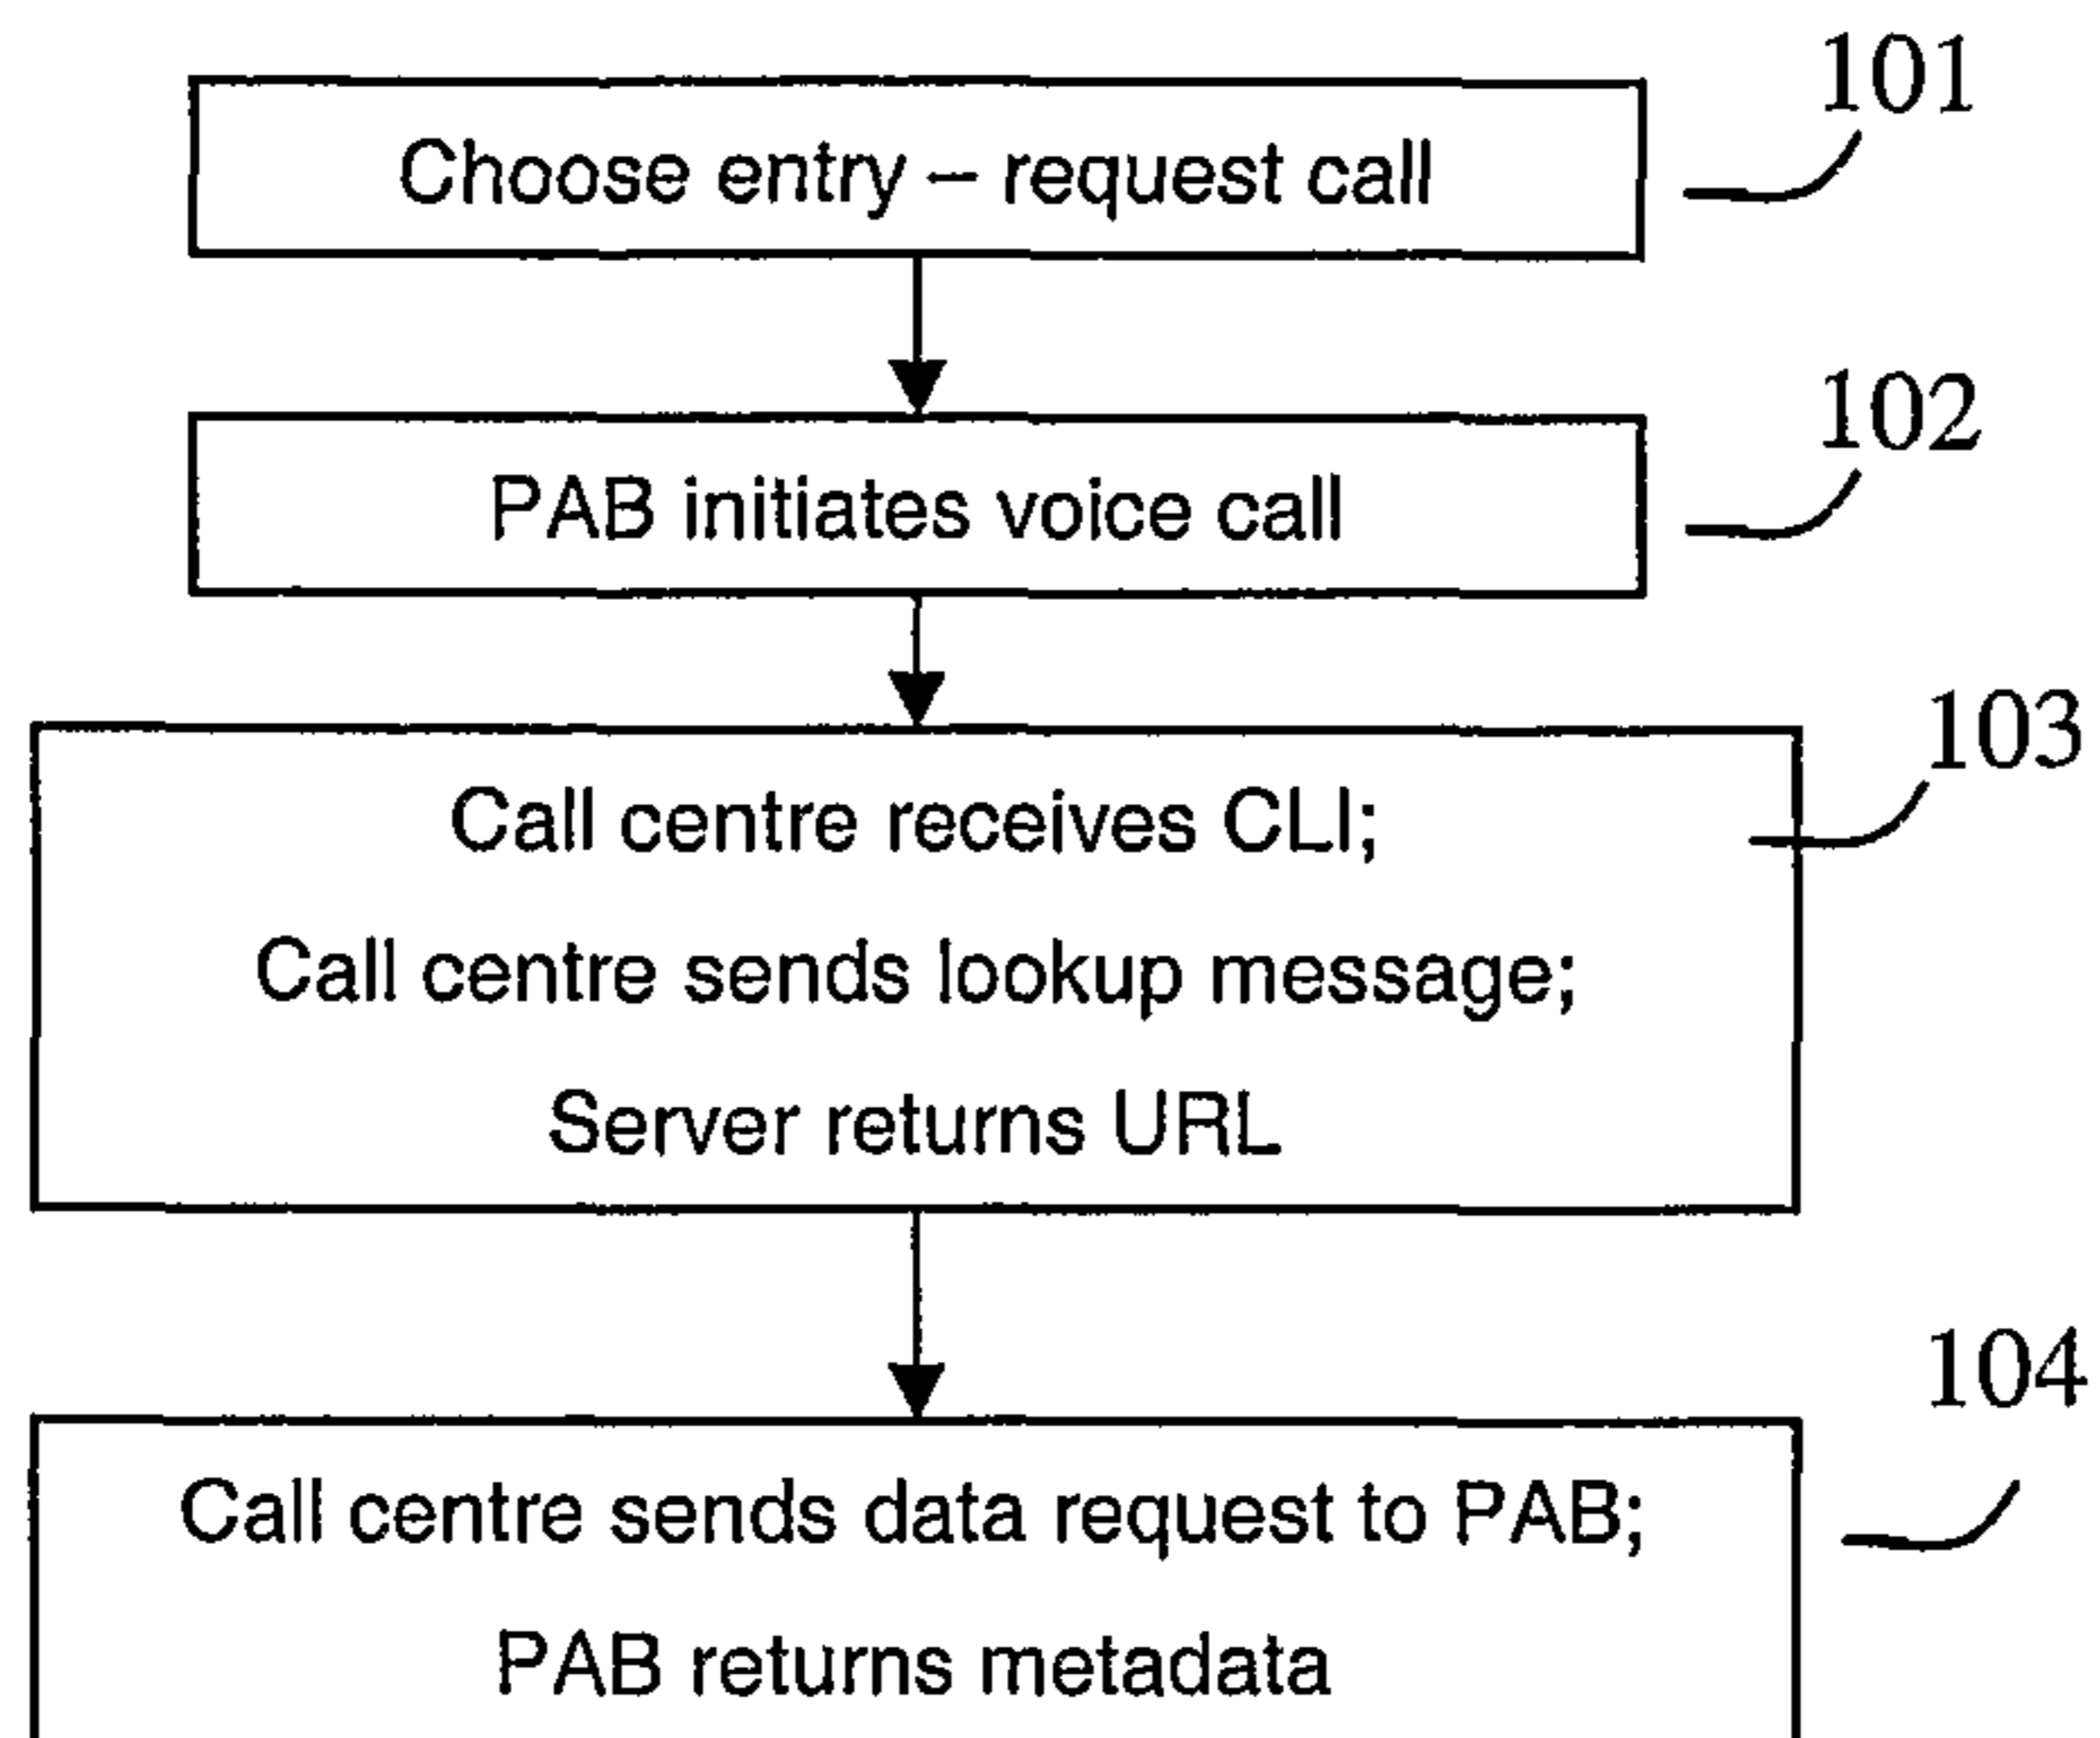 101
Choose entry – request call
102
PAB initiates voice call
103
Call centre receives CLI;
Call centre sends lookup message;
Server returns URL
104
Call centre sends data request to PAB;
PAB returns metadata